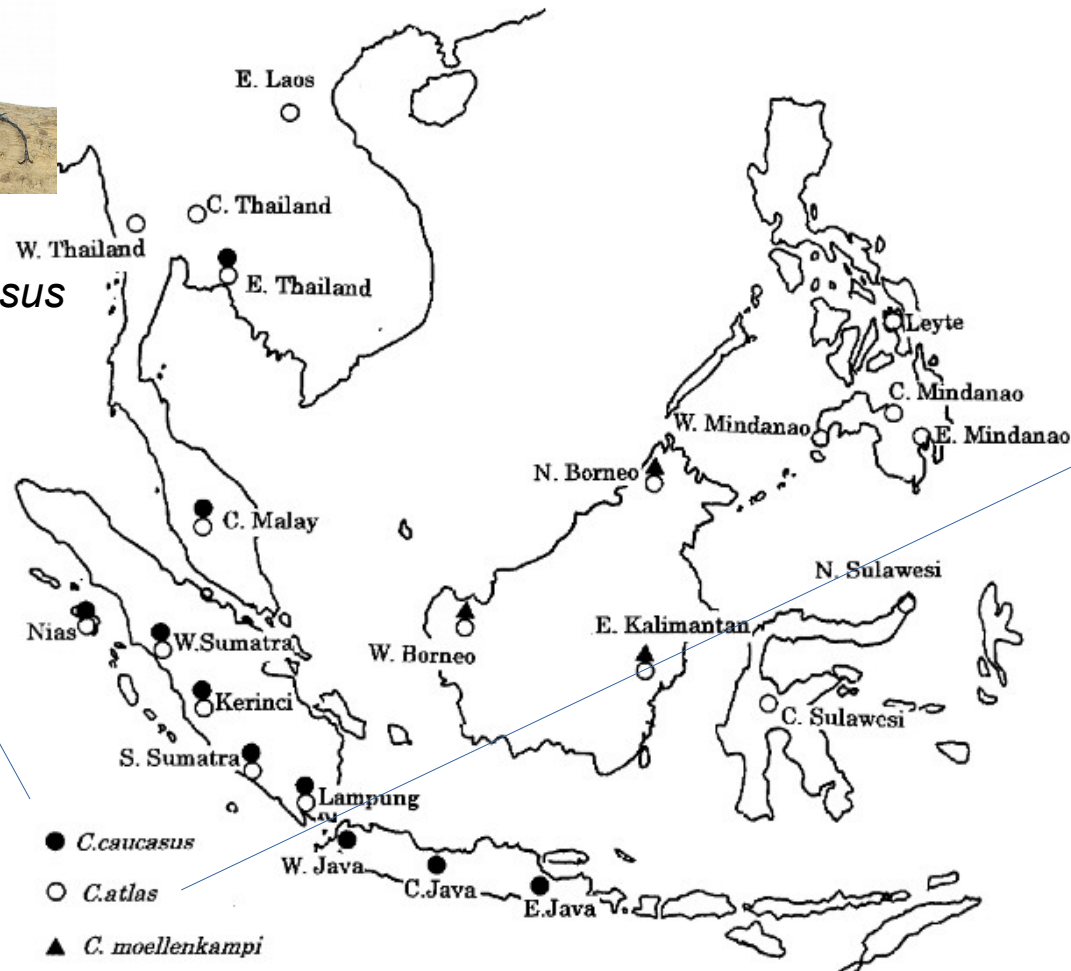 E. Laos
C. Thailand
W. Thailand
E. Thailand
sus
Leyte
C. Mindanao
W. Mindanao
E. Mindanao
N. Borneo
C. Malay
N. Sulawesi
Nias
W.Sumatra
E. Kalimantan
W. Borneo
Kerinci
C. Sulawesi
S. Sumatra
Lampung
C.caucasus
W. Java
C.Java
E.Java
C.atlas
C. moellenkampi